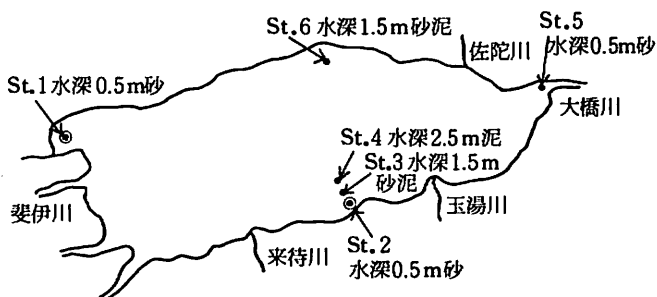 St.6 水深1.5m砂泥
佐陀川
St.5
水深0.5m砂
St.1 水深0.5m砂
大橋川
St.4 水深2.5m泥
St.3 水深1.5m
砂泥
斐伊川
玉湯川
来待川
St.2
水深0.5m砂